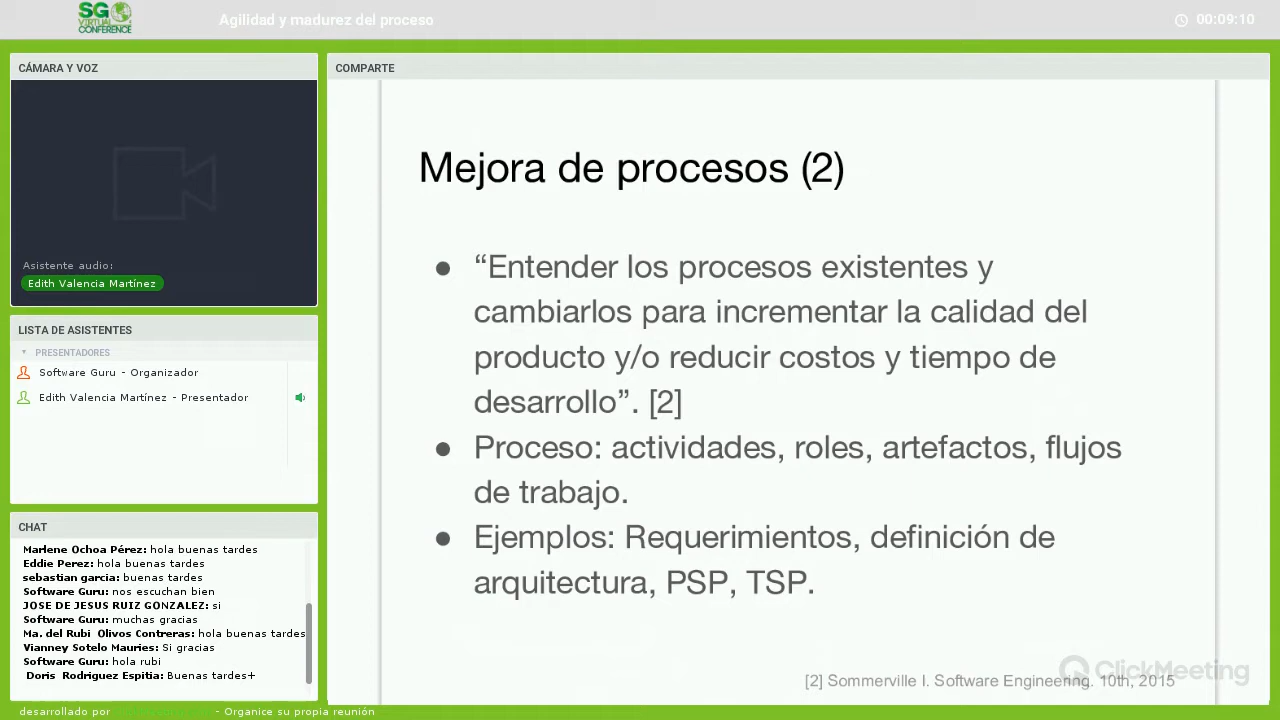 SG
VIRTUAL
CONFERENCE
Agilidad y madurez del proceso
00:09:10
CÁMARA Y VOZ
Asistente audio:
Edith Valencia Martínez
LISTA DE ASISTENTES
PRESENTADORES
Software Guru - Organizador
Edith Valencia Martínez - Presentador
CHAT
Marlene Ochoa Pérez: hola buenas tardes
Eddie Perez: hola buenas tardes
sebastian garcia: buenas tardes
Software Guru: nos escuchan bien
JOSE DE JESUS RUIZ GONZALEZ: si
Software Guru: muchas gracias
Ma. del Rubi Olivos Contreras: hola buenas tardes
Vianney Sotelo Mauries: Si gracias
Software Guru: hola rubi
Doris Rodriguez Espitia: Buenas tardes+
desarrollado por - Organice su propia reunión
COMPARTE
Mejora de procesos (2)
● “Entender los procesos existentes y
cambiarlos para incrementar la calidad del
producto y/o reducir costos y tiempo de
desarrollo”. [2]
● Proceso: actividades, roles, artefactos, flujos
de trabajo.
● Ejemplos: Requerimientos, definición de
arquitectura, PSP, TSP.
[2] Sommerville I. Software Engineering. 10th, 2015
ClickMeeting